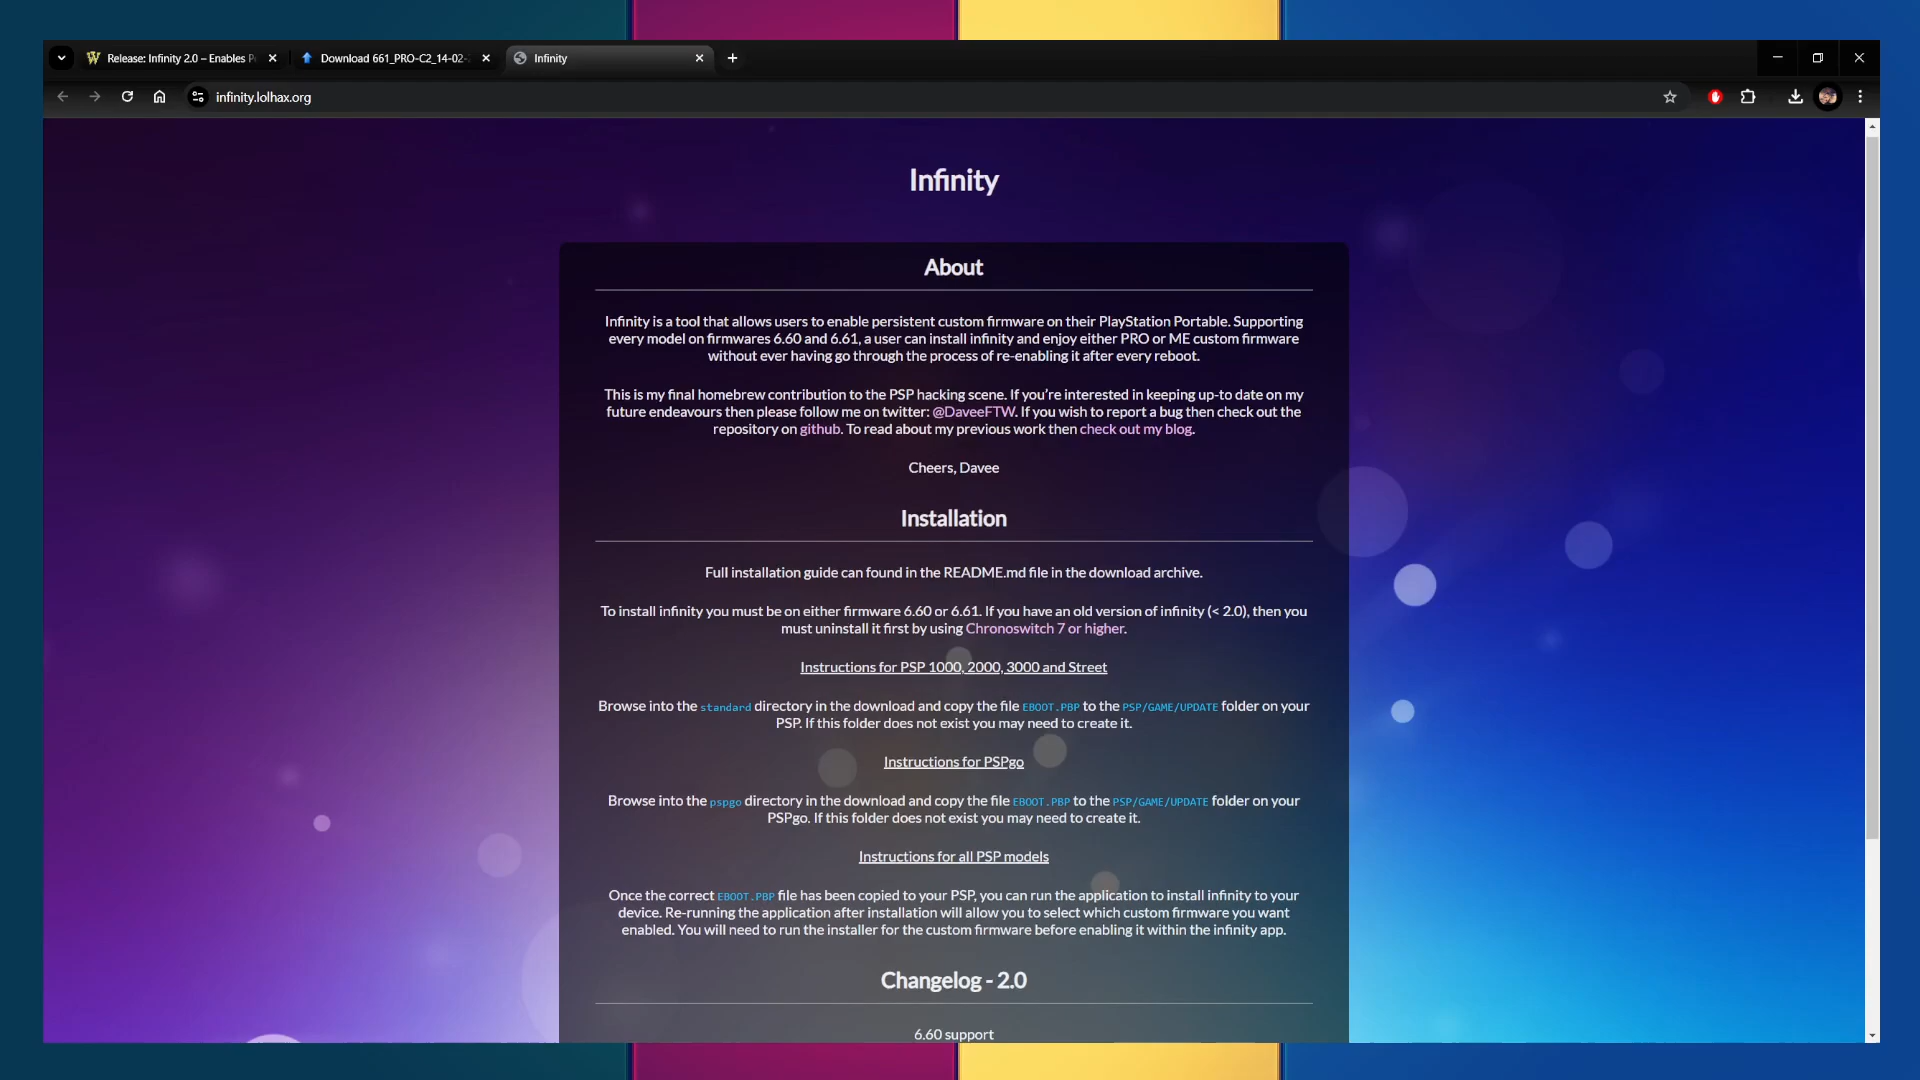 Release: Infinity 2.0 – Enables P
Download 661_PRO-C2_14-02-
Infinity
infinity.lolhax.org
Infinity
About
Infinity is a tool that allows users to enable persistent custom firmware on their PlayStation Portable. Supporting
every model on firmwares 6.60 and 6.61, a user can install infinity and enjoy either PRO or ME custom firmware
without ever having go through the process of re-enabling it after every reboot.
This is my final homebrew contribution to the PSP hacking scene. If you’re interested in keeping up-to date on my
future endeavours then please follow me on twitter: @DaveeFTW. If you wish to report a bug then check out the
repository on github. To read about my previous work then check out my blog.
Cheers, Davee
Installation
Full installation guide can found in the README.md file in the download archive.
To install infinity you must be on either firmware 6.60 or 6.61. If you have an old version of infinity (< 2.0), then you
must uninstall it first by using Chronoswitch 7 or higher.
Instructions for PSP 1000, 2000, 3000 and Street
Browse into the standard directory in the download and copy the file EBOOT.PBP to the PSP/GAME/UPDATE folder on your
PSP. If this folder does not exist you may need to create it.
Instructions for PSPgo
Browse into the pspgo directory in the download and copy the file EBOOT.PBP to the PSP/GAME/UPDATE folder on your
PSPgo. If this folder does not exist you may need to create it.
Instructions for all PSP models
Once the correct EBOOT.PBP file has been copied to your PSP, you can run the application to install infinity to your
device. Re-running the application after installation will allow you to select which custom firmware you want
enabled. You will need to run the installer for the custom firmware before enabling it within the infinity app.
Changelog - 2.0
6.60 support